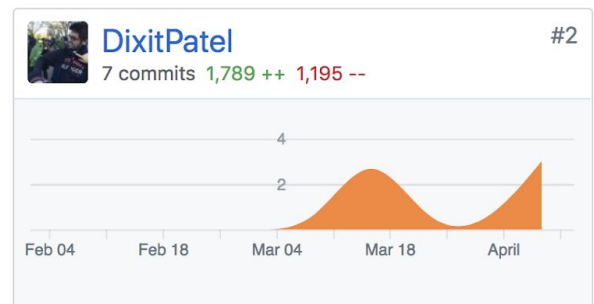 DixitPatel #2
7 commits 1,789 ++ 1,195 --
4
2
Feb 04 Feb 18 Mar 04 Mar 18 April